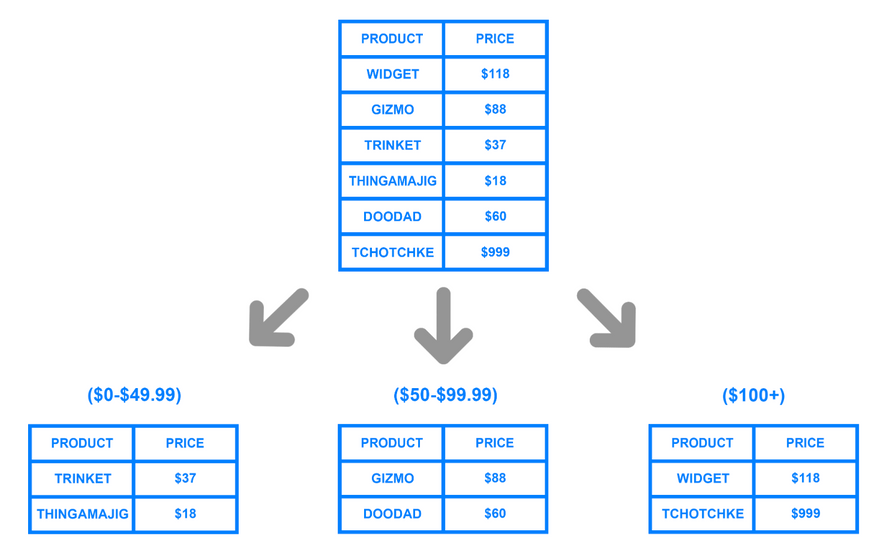 PRODUCT PRICE
WIDGET $118
GIZMO $88
TRINKET $37
THINGAMAJIG $18
DOODAD $60
TCHOTCHKE $999
($0-$49.99) ($50-$99.99) ($100+)
PRODUCT PRICE PRODUCT PRICE PRODUCT PRICE
TRINKET $37 GIZMO $88 WIDGET $118
THINGAMAJIG $18 DOODAD $60 TCHOTCHKE $999